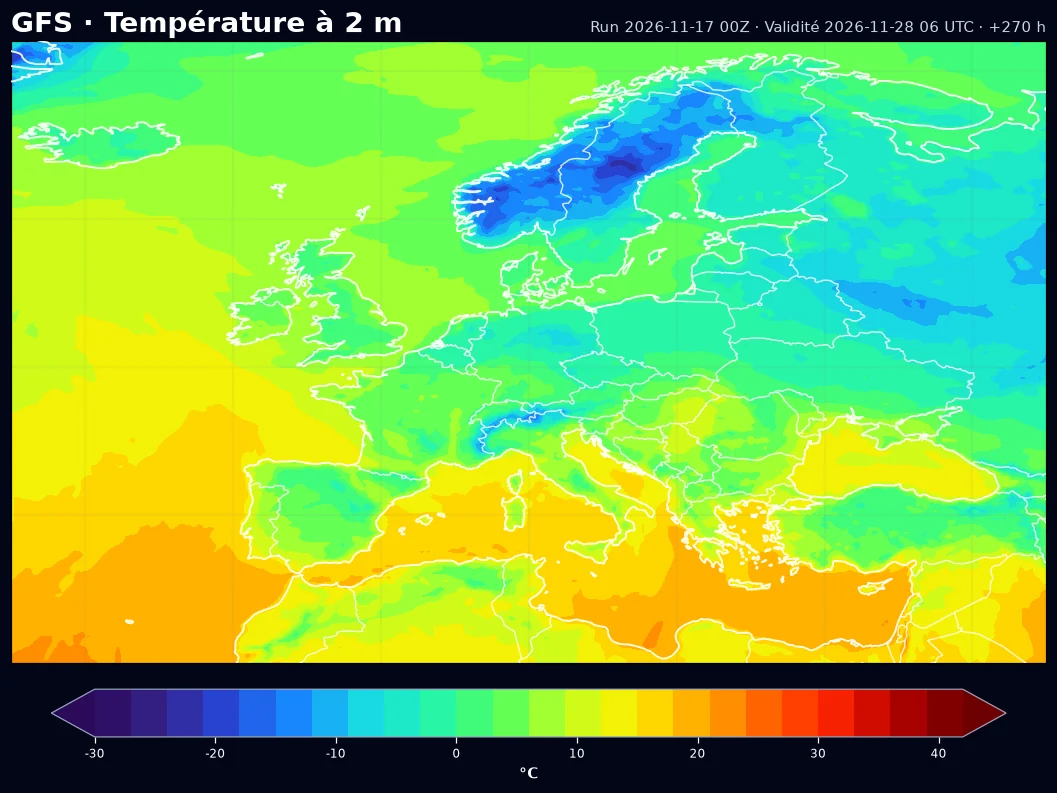 GFS · Température à 2 m
Run 2026-11-17 00Z · Validité 2026-11-28 06 UTC · +270 h
-30 -20 -10 0 10 20 30 40
°C